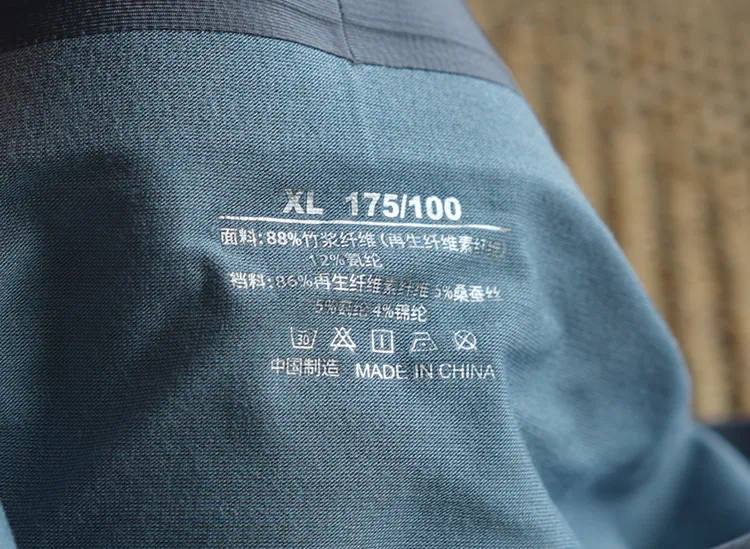 XL 175/100
面料:88%竹浆纤维(再生纤维素纤维)
12%氨纶
裆料:86%再生纤维素纤维 5%桑蚕丝
5%氨纶 4%锦纶
30
中国制造 MADE IN CHINA